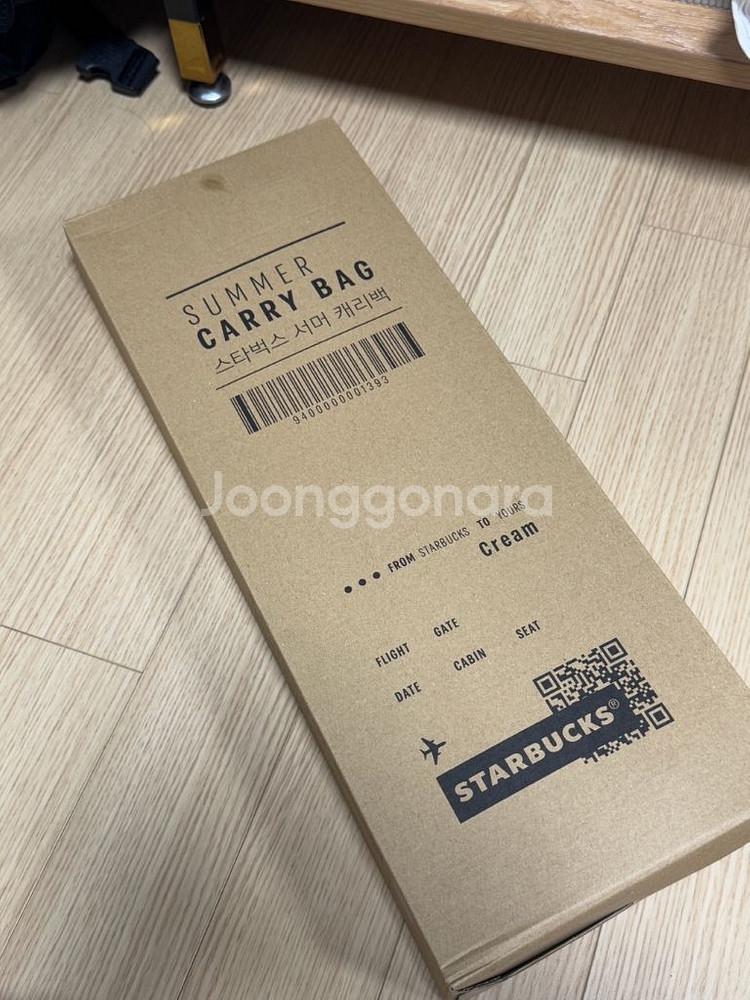 SUMMER
CARRY BAG
스타벅스 서머 캐리백
9400000001393
Joonggonara
••• FROM STARBUCKS TO YOURS
Cream
FLIGHT GATE
DATE CABIN SEAT
STARBUCKS®